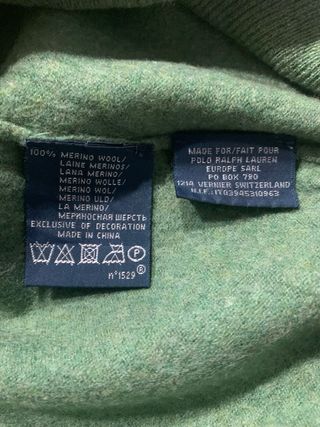 100% MERINO WOOL/
LAINE MERINOS/
LANA MERINO/
MERINO WOLLE/
MERINO WOL/
MERINO ULD/
LA MERINO/
МЕРИНОСНАЯ ШЕРСТЬ
EXCLUSIVE OF DECORATION
MADE IN CHINA
P
n°1529 ®
MADE FOR/FAIT POUR
POLO RALPH LAUREN
EUROPE SARL
PO BOX 790
1214 VERNIER SWITZERLAND
N.I.F.:IT03945310963